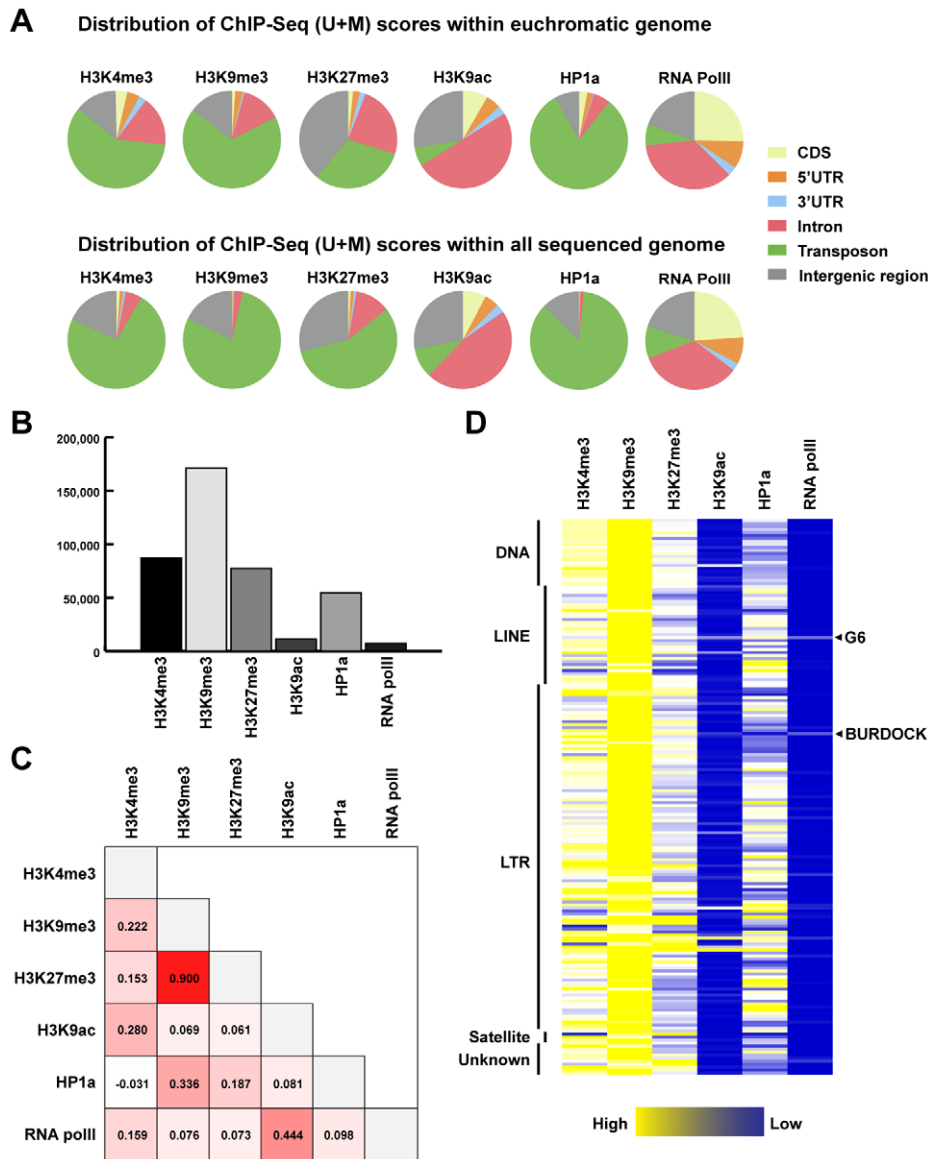 A
Distribution of ChIP-Seq (U+M) scores within euchromatic genome
H3K4me3 H3K9me3 H3K27me3 H3K9ac HP1a RNA PolII
CDS
5'UTR
3'UTR
Intron
Transposon
Intergenic region
Distribution of ChIP-Seq (U+M) scores within all sequenced genome
H3K4me3 H3K9me3 H3K27me3 H3K9ac HP1a RNA PolII
B
200,000
150,000
100,000
50,000
0
H3K4me3
H3K9me3
H3K27me3
H3K9ac
HP1a
RNA polII
C
H3K4me3
H3K9me3
H3K27me3
H3K9ac
HP1a
RNA polII
H3K4me3
H3K9me3 0.222
H3K27me3 0.153 0.900
H3K9ac 0.280 0.069 0.061
HP1a -0.031 0.336 0.187 0.081
RNA polII 0.159 0.076 0.073 0.444 0.098
D
H3K4me3
H3K9me3
H3K27me3
H3K9ac
HP1a
RNA polII
DNA
LINE
G6
BURDOCK
LTR
Satellite
Unknown
High Low